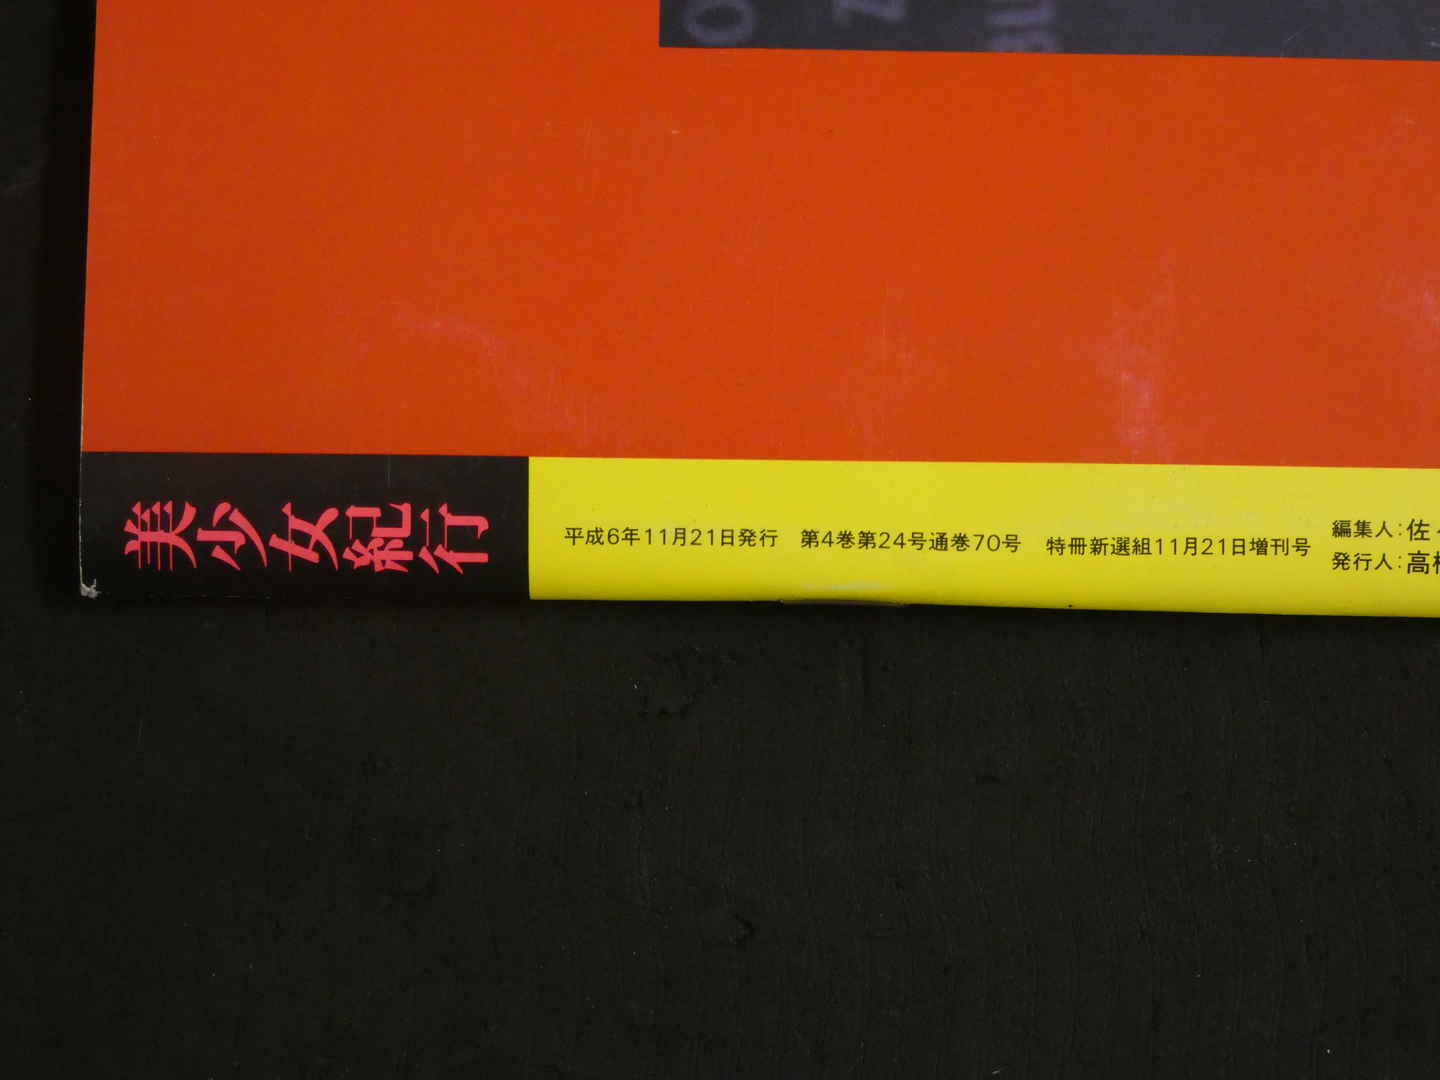 美少女紀行
平成6年11月21日発行 第4巻第24号通巻70号 特冊新選組11月21日増刊号
編集人:佐
発行人:高